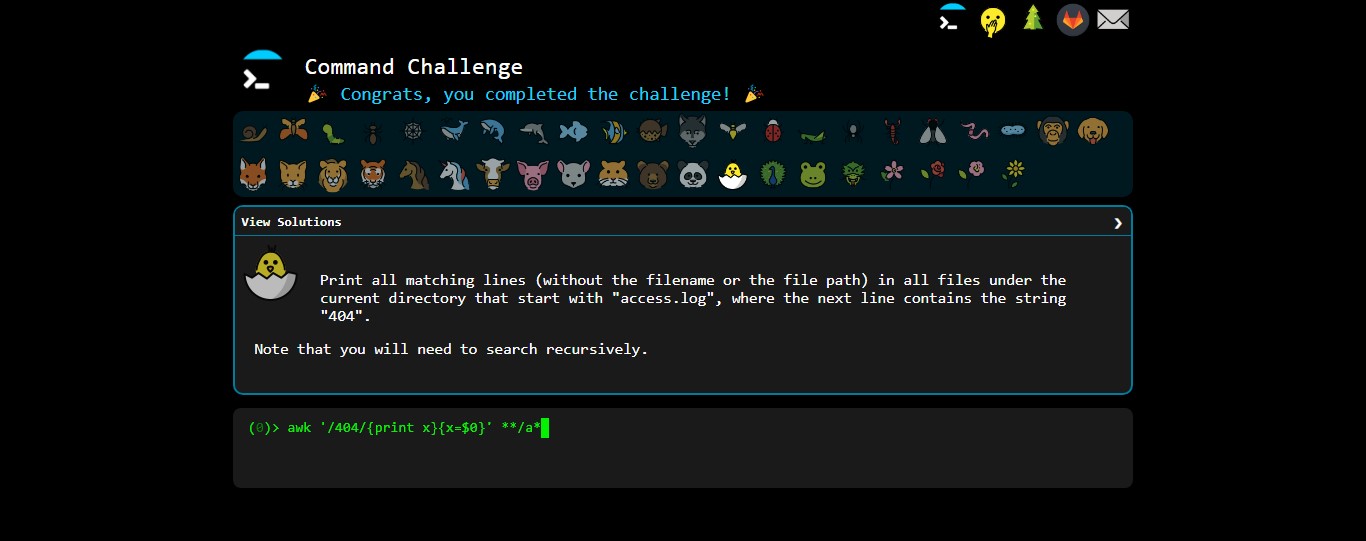 Command Challenge
🎉 Congrats, you completed the challenge! 🎉
View Solutions ❯
Print all matching lines (without the filename or the file path) in all files under the
current directory that start with "access.log", where the next line contains the string
"404".
Note that you will need to search recursively.
(0)> awk '/404/{print x}{x=$0}' **/a*